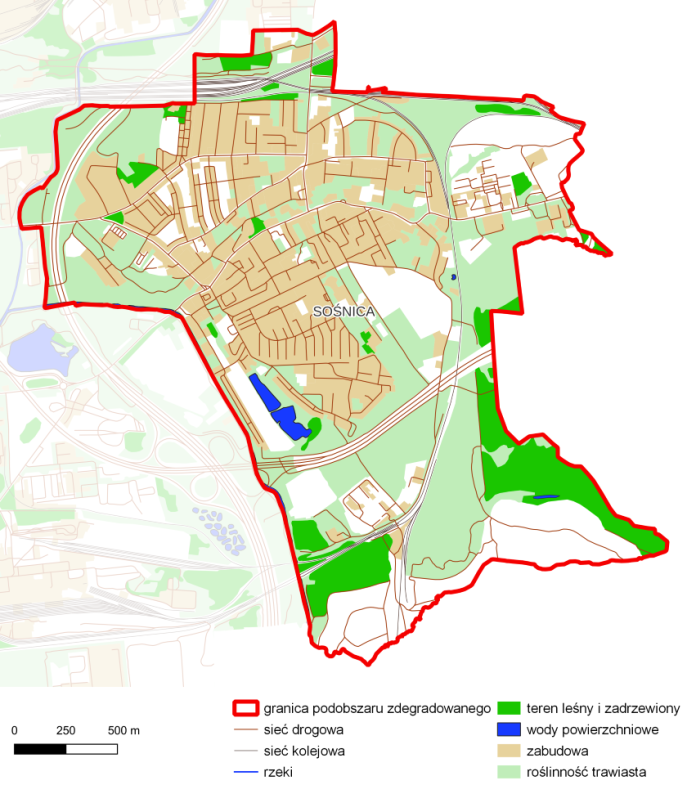 SOŚNICA
0 250 500 m
granica podobszaru zdegradowanego
sieć drogowa
sieć kolejowa
rzeki
teren leśny i zadrzewiony
wody powierzchniowe
zabudowa
roślinność trawiasta